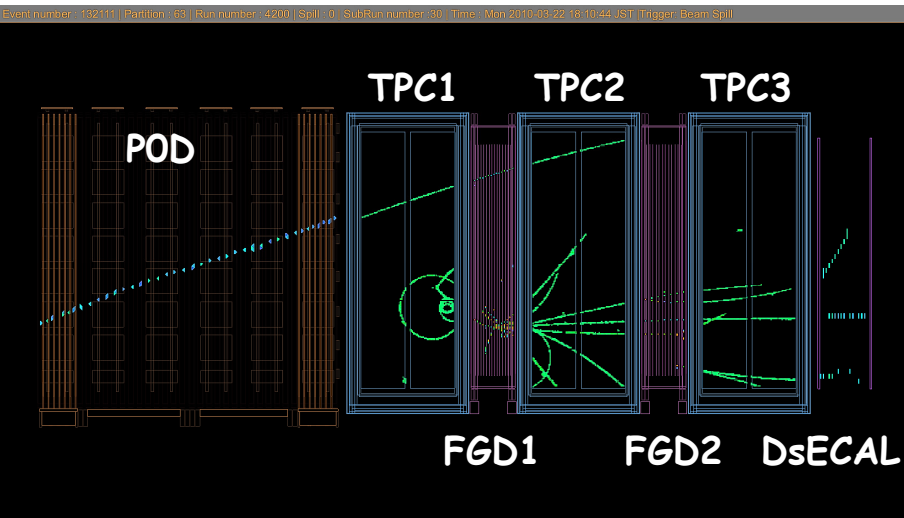 Event number : 132111 | Partition : 63 | Run number : 4200 | Spill : 0 | SubRun number :30 | Time : Mon 2010-03-22 18:10:44 JST |Trigger: Beam Spill
TPC1 TPC2 TPC3
P0D
FGD1 FGD2 DsECAL